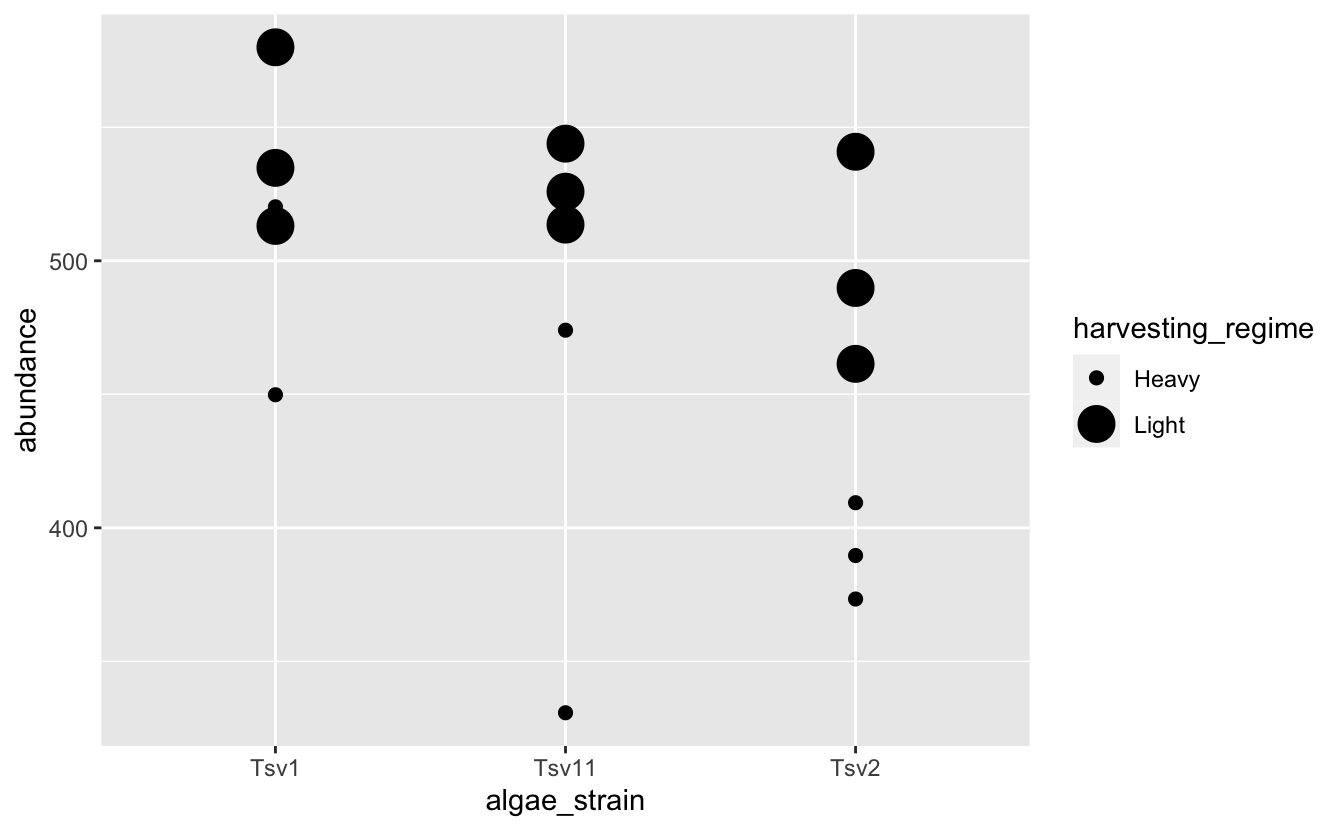 abundance
500
400
Tsv1
Tsv11
Tsv2
algae_strain
harvesting_regime
Heavy
Light